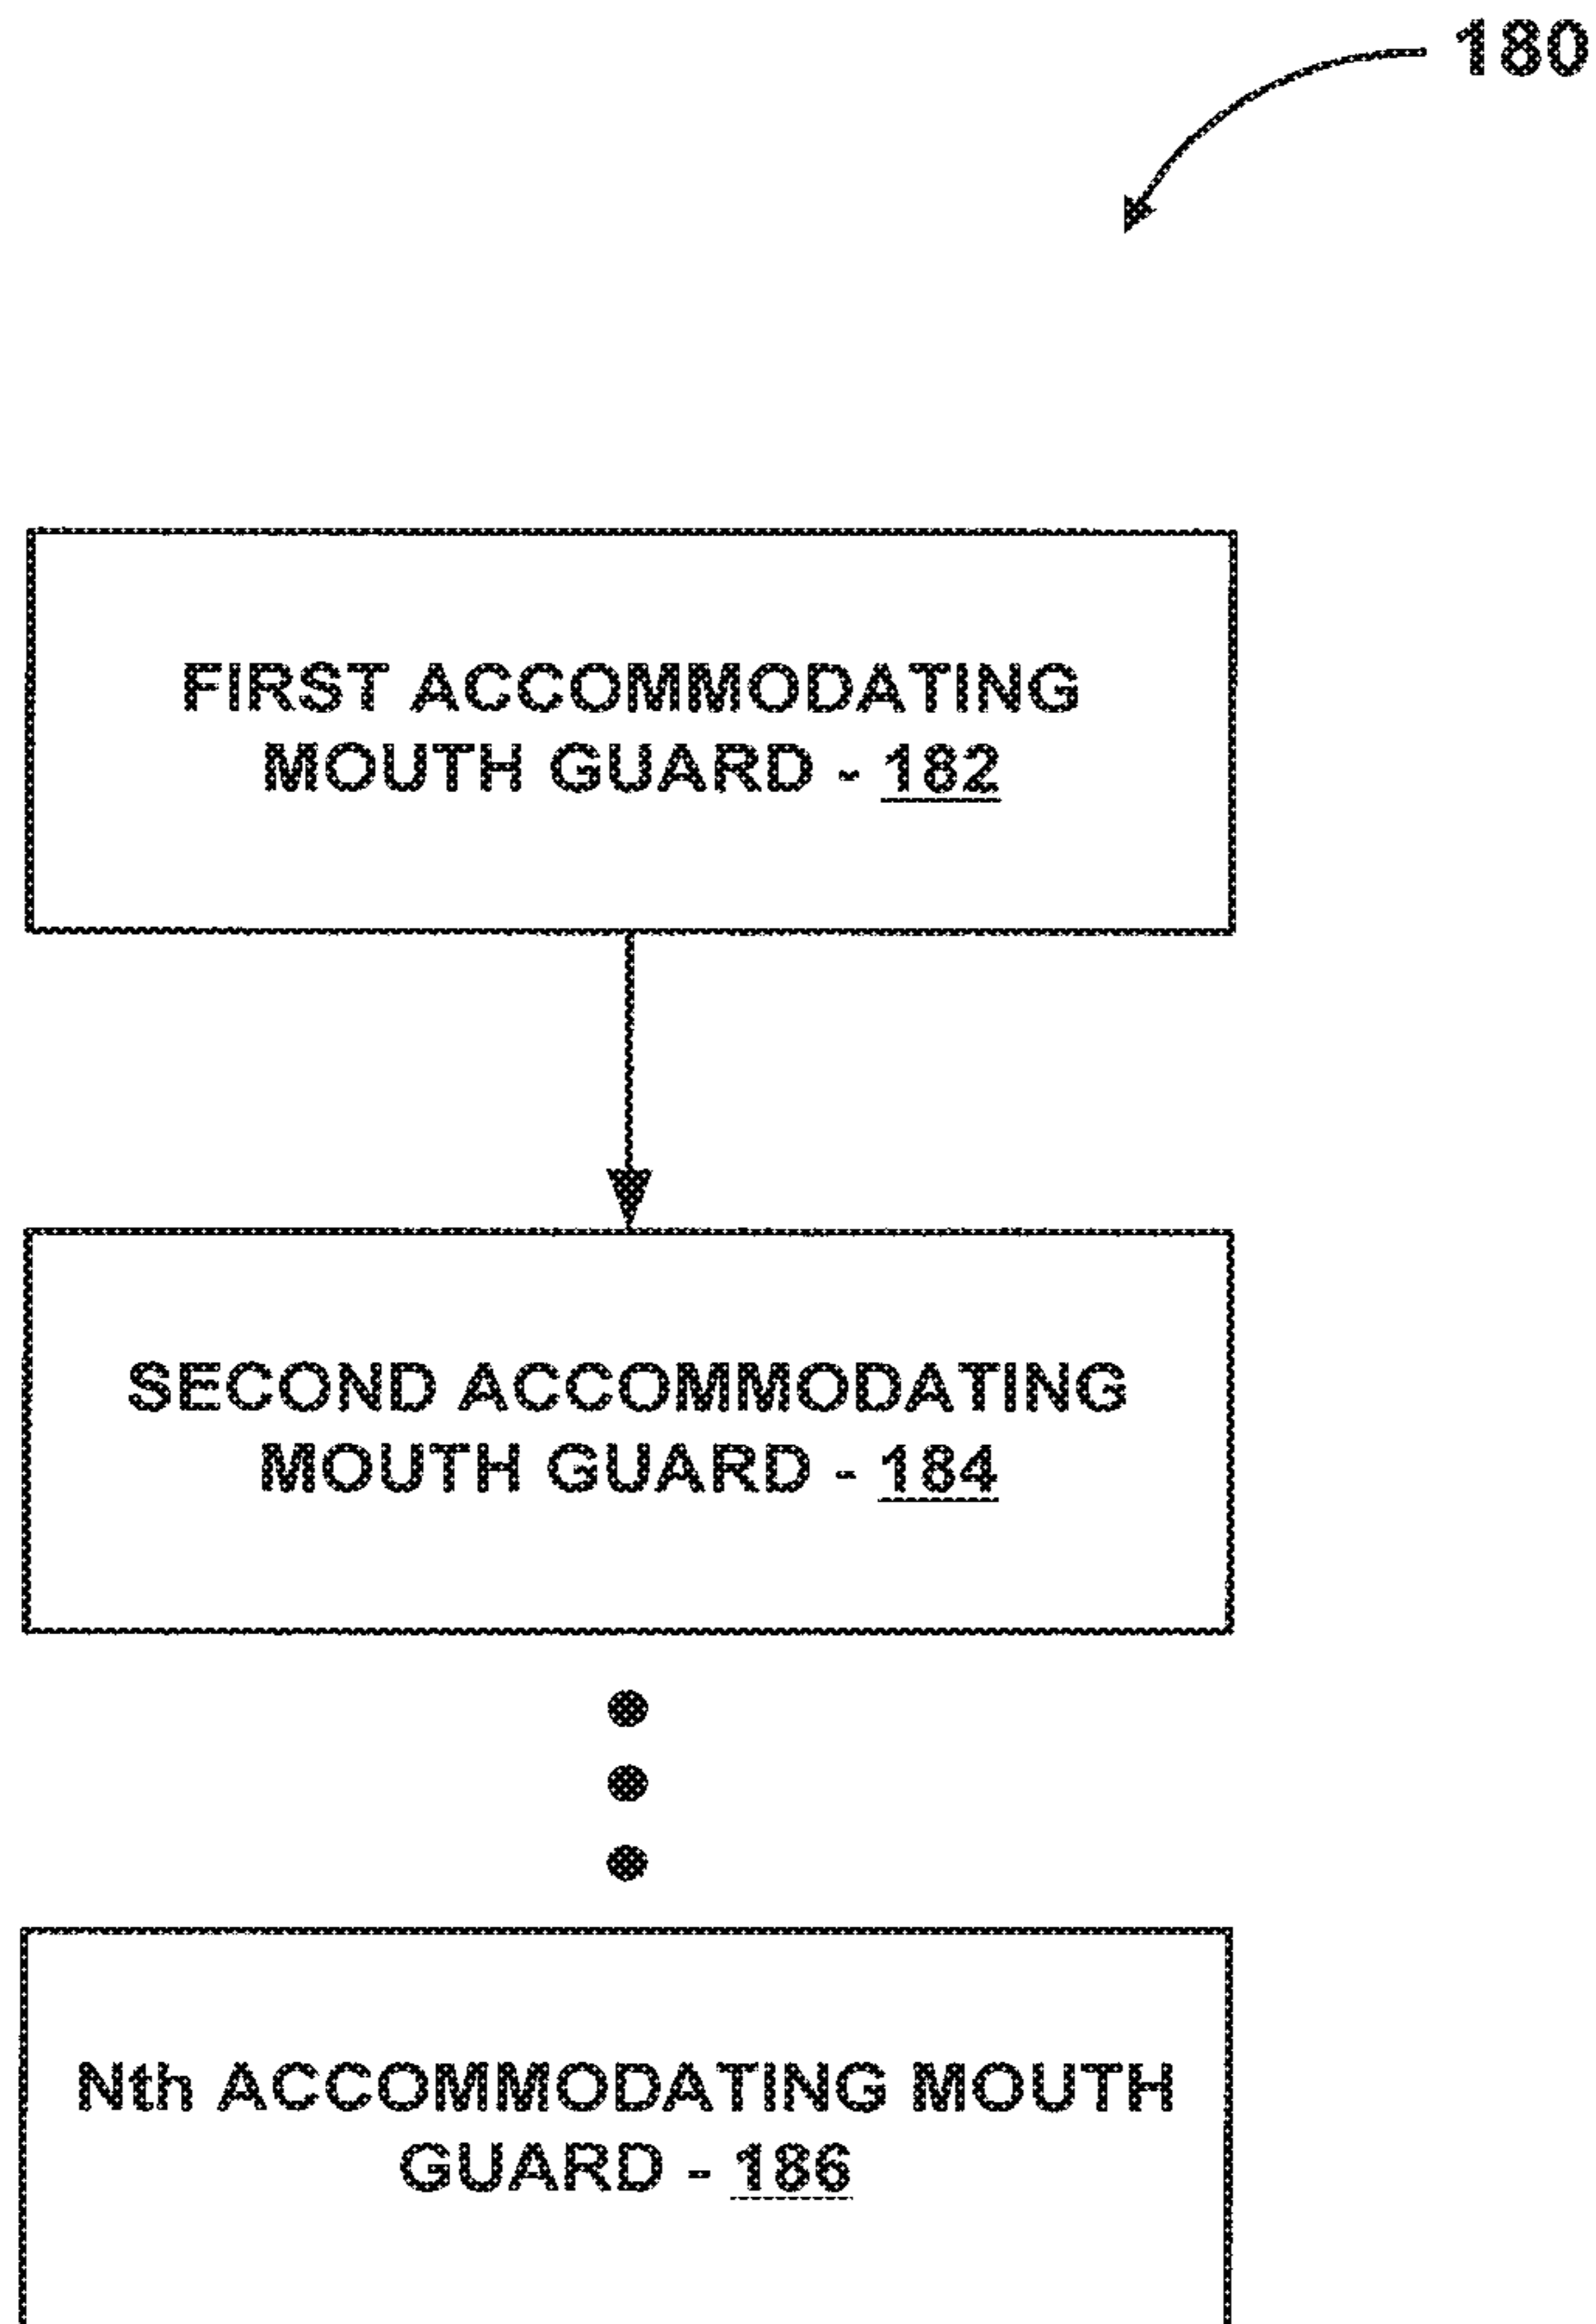 180
FIRST ACCOMMODATING
MOUTH GUARD - 182
SECOND ACCOMMODATING
MOUTH GUARD - 184
Nth ACCOMMODATING MOUTH
GUARD - 186